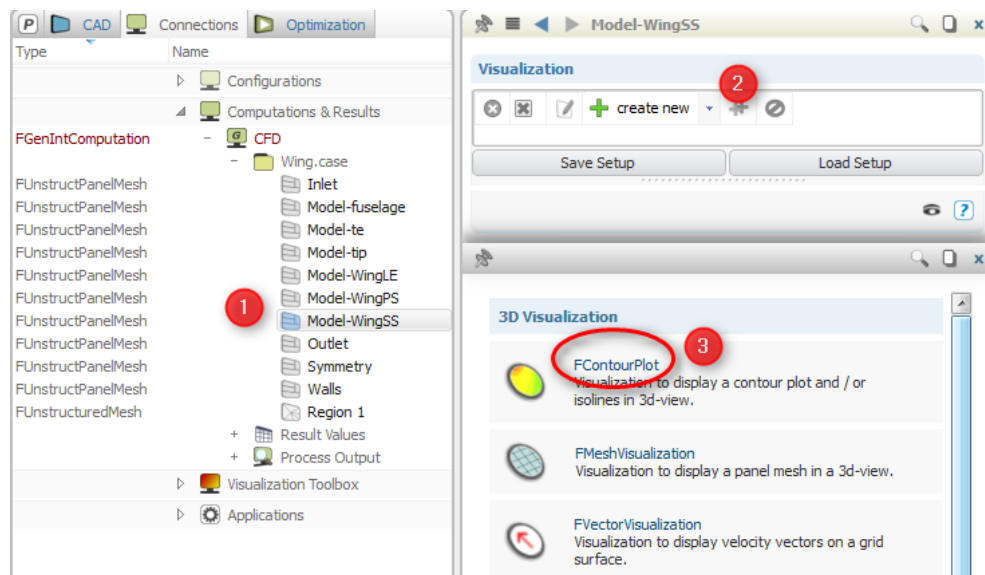 P CAD Connections Optimization
Type Name
Configurations
Computations & Results
FGenIntComputation - G CFD
- Wing.case
FUnstructPanelMesh Inlet
FUnstructPanelMesh Model-fuselage
FUnstructPanelMesh Model-te
FUnstructPanelMesh Model-tip
FUnstructPanelMesh Model-WingLE
FUnstructPanelMesh Model-WingPS
1
FUnstructPanelMesh Model-WingSS
FUnstructPanelMesh Outlet
FUnstructPanelMesh Symmetry
FUnstructPanelMesh Walls
FUnstructuredMesh Region 1
+ Result Values
+ Process Output
Visualization Toolbox
Applications
Model-WingSS x
Visualization
2
create new
Save Setup Load Setup
?
x
3D Visualization
3
FContourPlot
Visualization to display a contour plot and / or
isolines in 3d-view.
FMeshVisualization
Visualization to display a panel mesh in a 3d-view.
FVectorVisualization
Visualization to display velocity vectors on a grid
surface.